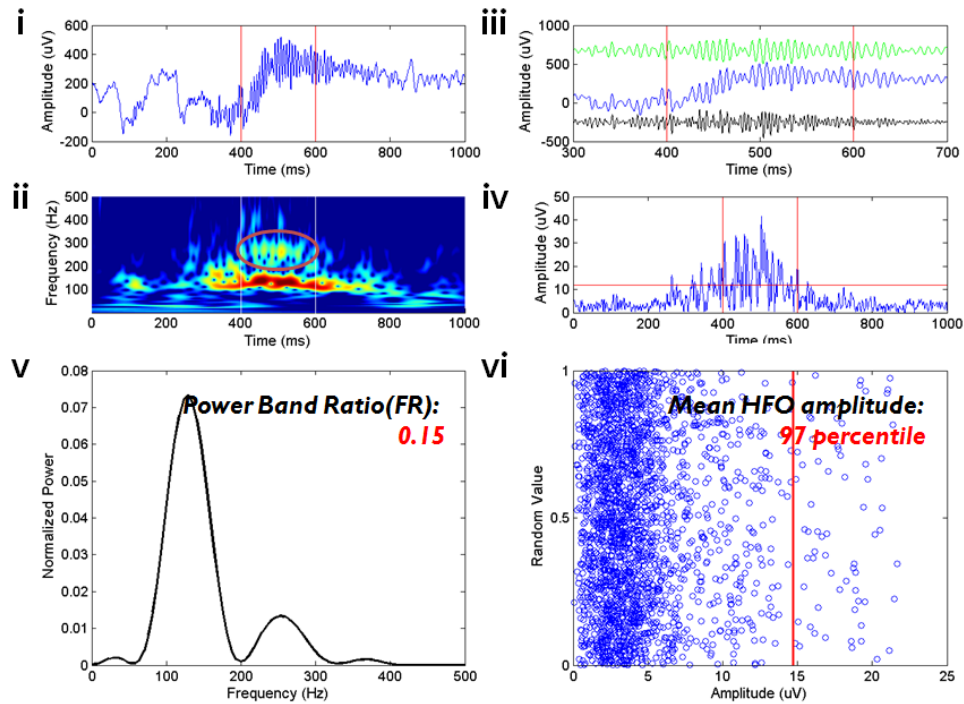 i
600
400
200
0
-200
Amplitude (uV)
0 200 400 600 800 1000
Time (ms)
iii
1000
500
0
-500
Amplitude (uV)
300 400 500 600 700
Time (ms)
ii
500
400
300
200
100
Frequency (Hz)
0 200 400 600 800 1000
Time (ms)
iv
50
40
30
20
10
0
Amplitude (uV)
0 200 400 600 800 1000
Time (ms)
v
0.08
0.07
0.06
0.05
0.04
0.03
0.02
0.01
0
Normalized Power
Power Band Ratio(FR):
0.15
0 100 200 300 400 500
Frequency (Hz)
vi
1
0.5
0
Random Value
Mean HFO amplitude:
97 percentile
0 5 10 15 20 25
Amplitude (uV)